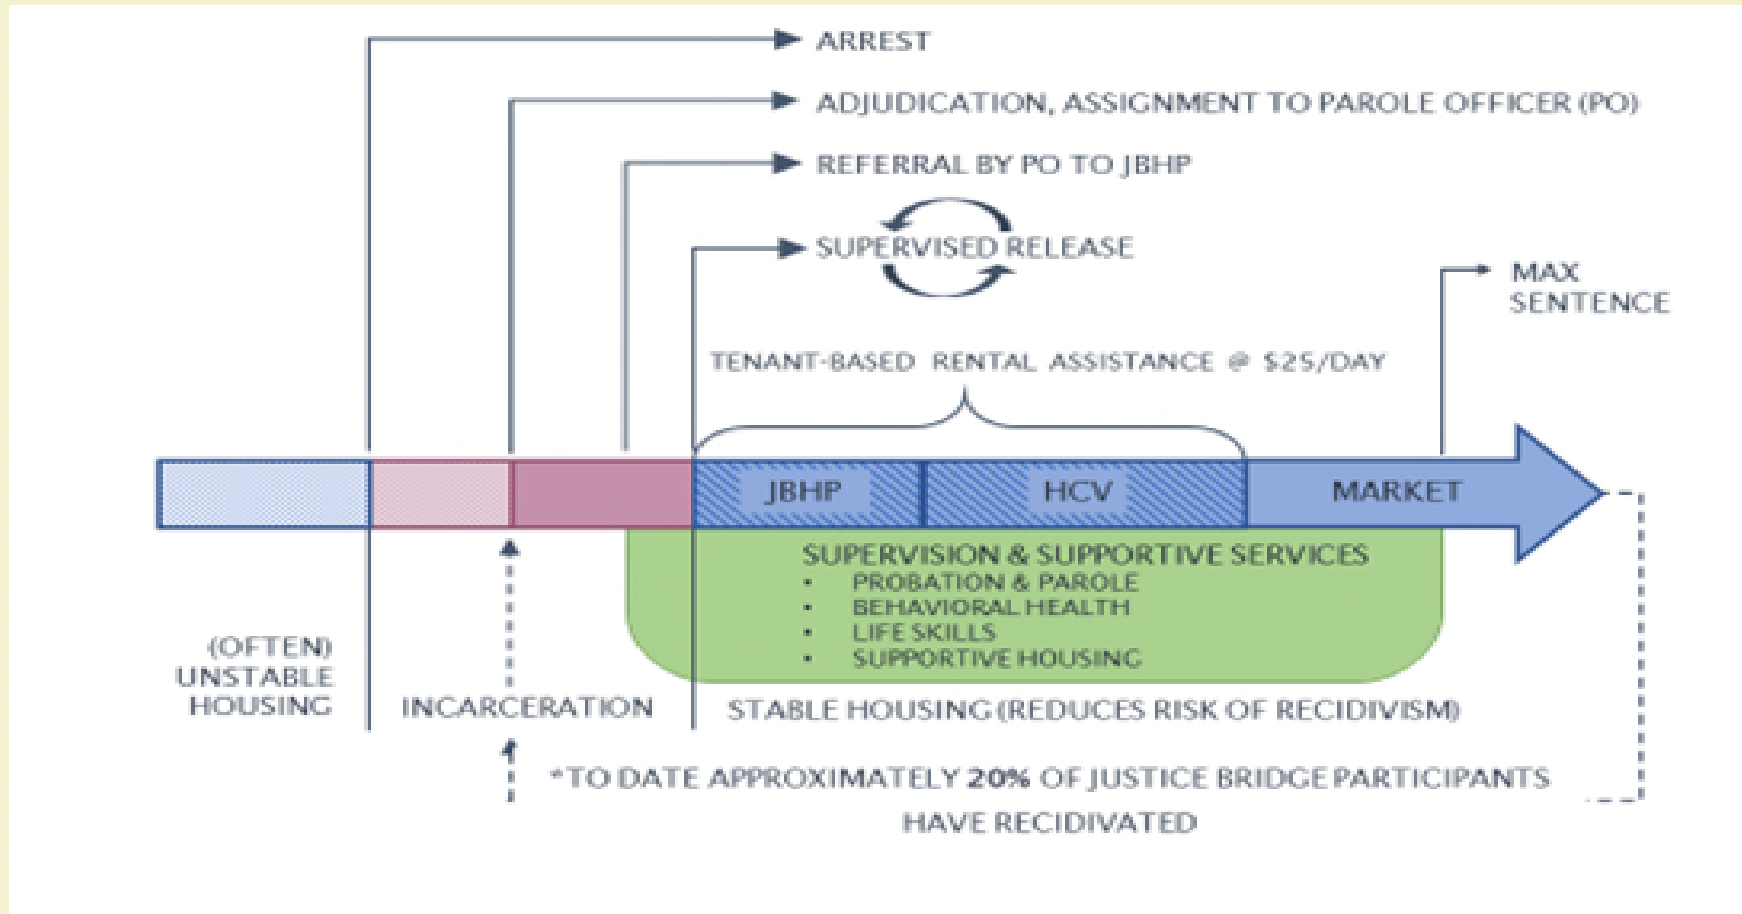 ARREST
ADJUDICATION, ASSIGNMENT TO PAROLE OFFICER (PO)
REFERRAL BY PO TO JBHP
SUPERVISED RELEASE
MAX
SENTENCE
TENANT-BASED RENTAL ASSISTANCE @ $25/DAY
JBHP
HCV
MARKET
SUPERVISION & SUPPORTIVE SERVICES
• PROBATION & PAROLE
• BEHAVIORAL HEALTH
• LIFE SKILLS
• SUPPORTIVE HOUSING
(OFTEN)
UNSTABLE
HOUSING
INCARCERATION
STABLE HOUSING (REDUCES RISK OF RECIDIVISM)
*TO DATE APPROXIMATELY 20% OF JUSTICE BRIDGE PARTICIPANTS
HAVE RECIDIVATED